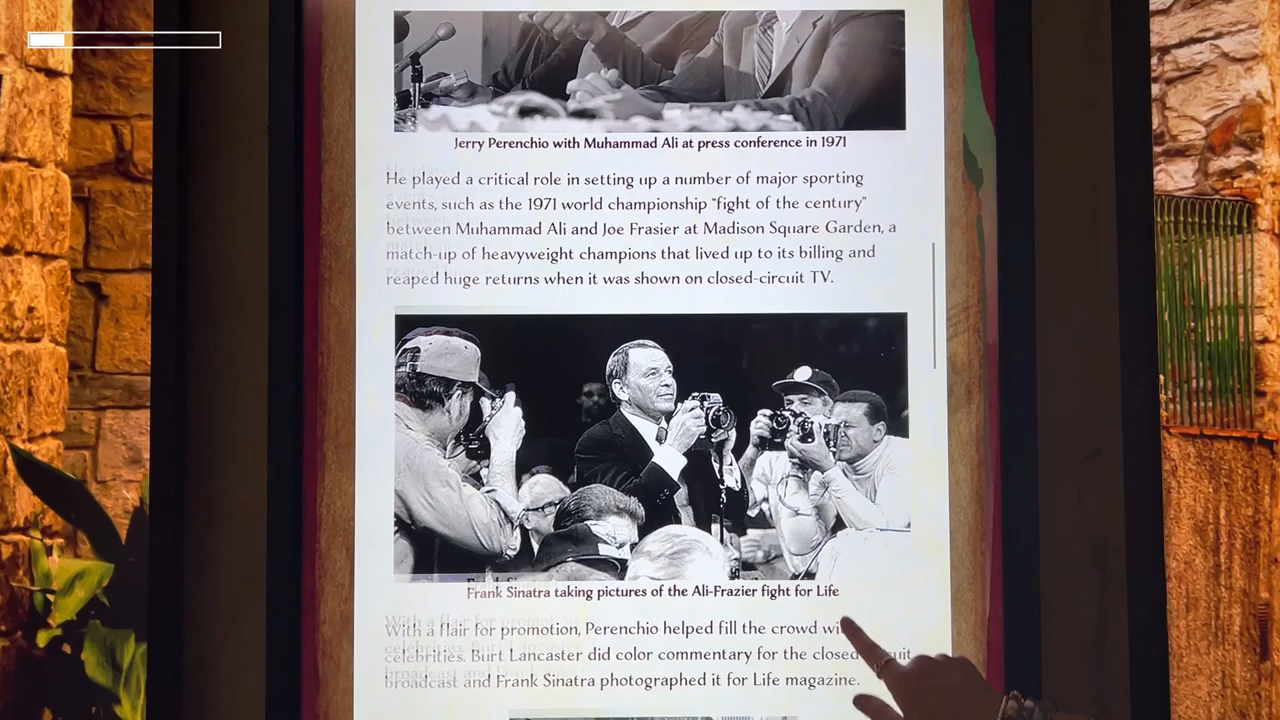 Jerry Perenchio with Muhammad Ali at press conference in 1971
He played a critical role in setting up a number of major sporting
events, such as the 1971 world championship "fight of the century"
between Muhammad Ali and Joe Frasier at Madison Square Garden, a
match-up of heavyweight champions that lived up to its billing and
reaped huge returns when it was shown on closed-circuit TV.
Frank Sinatra taking pictures of the Ali-Frazier fight for Life
With a flair for promotion, Perenchio helped fill the crowd
celebrities. Burt Lancaster did color commentary for the
broadcast and Frank Sinatra photographed it for Life magazine.